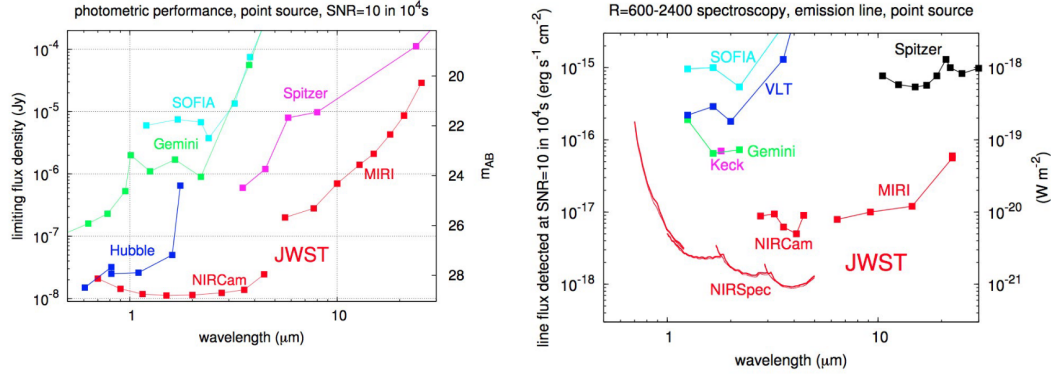 photometric performance, point source, SNR=10 in 10⁴s
limiting flux density (Jy)
10⁻⁴
10⁻⁵
10⁻⁶
10⁻⁷
10⁻⁸
SOFIA
Gemini
Hubble
Spitzer
MIRI
JWST
NIRCam
20
22
24
26
28
m_AB
1
10
wavelength (μm)
R=600-2400 spectroscopy, emission line, point source
line flux detected at SNR=10 in 10⁴s (erg s⁻¹ cm⁻²)
10⁻¹⁵
10⁻¹⁶
10⁻¹⁷
10⁻¹⁸
SOFIA
VLT
Spitzer
Gemini
Keck
MIRI
NIRCam
JWST
NIRSpec
10⁻¹⁸
10⁻¹⁹
10⁻²⁰
10⁻²¹
(W m⁻²)
1
10
wavelength (μm)